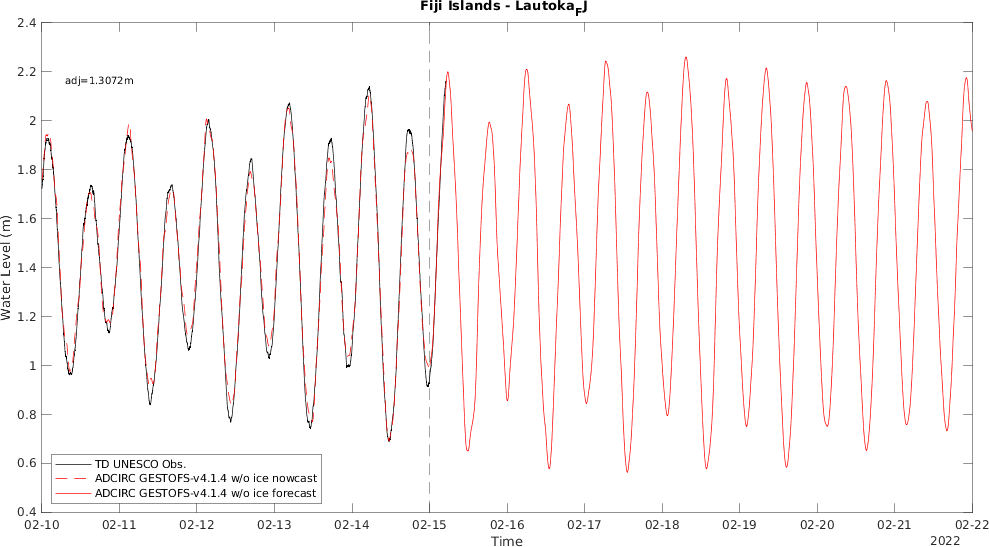 Fiji Islands - Lautoka_FJ
adj=1.3072m
Water Level (m)
2.4
2.2
2
1.8
1.6
1.4
1.2
1
0.8
0.6
0.4
TD UNESCO Obs.
ADCIRC GESTOFS-v4.1.4 w/o ice nowcast
ADCIRC GESTOFS-v4.1.4 w/o ice forecast
02-10 02-11 02-12 02-13 02-14 02-15 02-16 02-17 02-18 02-19 02-20 02-21 02-22
Time
2022